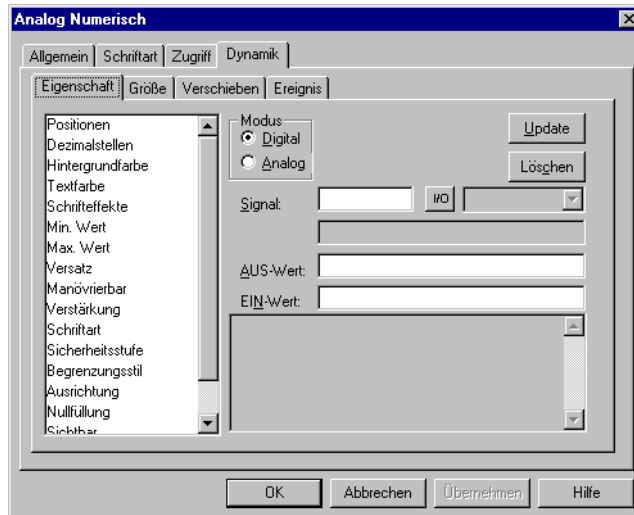 Analog Numerisch
Allgemein Schriftart Zugriff Dynamik
Eigenschaft Größe Verschieben Ereignis
Positionen
Dezimalstellen
Hintergrundfarbe
Textfarbe
Schrifteffekte
Min. Wert
Max. Wert
Versatz
Manövrierbar
Verstärkung
Schriftart
Sicherheitsstufe
Begrenzungsstil
Ausrichtung
Nullfüllung
Sichtbar
Modus
Digital
Analog
Update
Löschen
Signal:
I/O
AUS-Wert:
EIN-Wert:
OK Abbrechen Übernehmen Hilfe